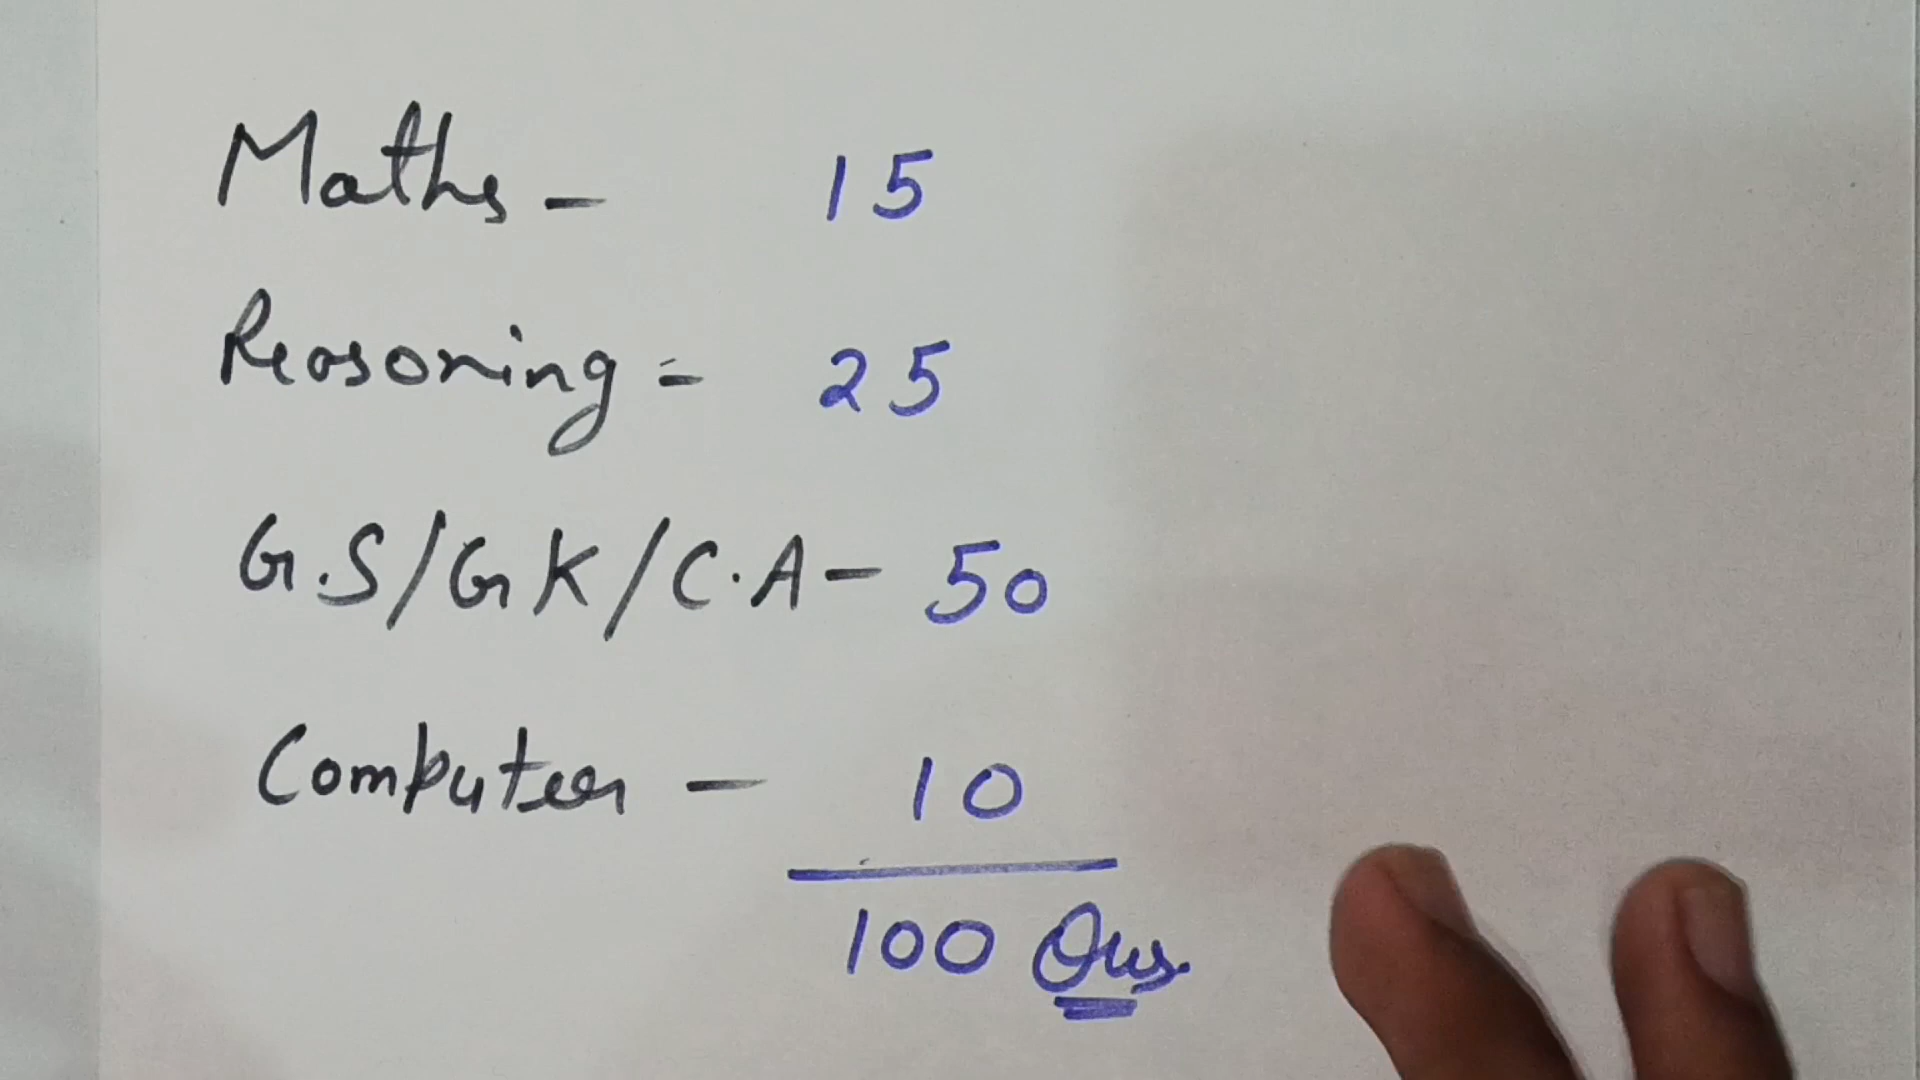 Maths - 15
Reasoning - 25
G.S/GK/C.A - 50
Computer - 10
100 Qus.